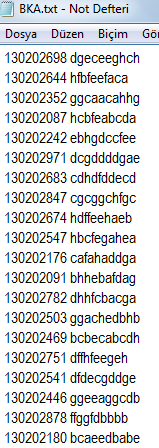 BKA.txt - Not Defteri
Dosya Düzen Biçim Gö
130202698 dgeceeghch
130202644 hfbfeefaca
130202352 ggcaacahhg
130202087 hcbfeabcda
130202242 ebhgdccfee
130202971 dcgddddgae
130202683 cdhdfddecd
130202847 cgcggchfgc
130202674 hdffeehaeb
130202547 hbcfegahea
130202176 cafahaddga
130202091 bhhebafdag
130202782 dhhfcbacga
130202503 ggachedbhb
130202469 bcbecabcdh
130202751 dffhfeegeh
130202541 dfdecgddge
130202446 ggeeaggcdb
130202878 ffggfdbbbb
130202180 bcaeedbabe